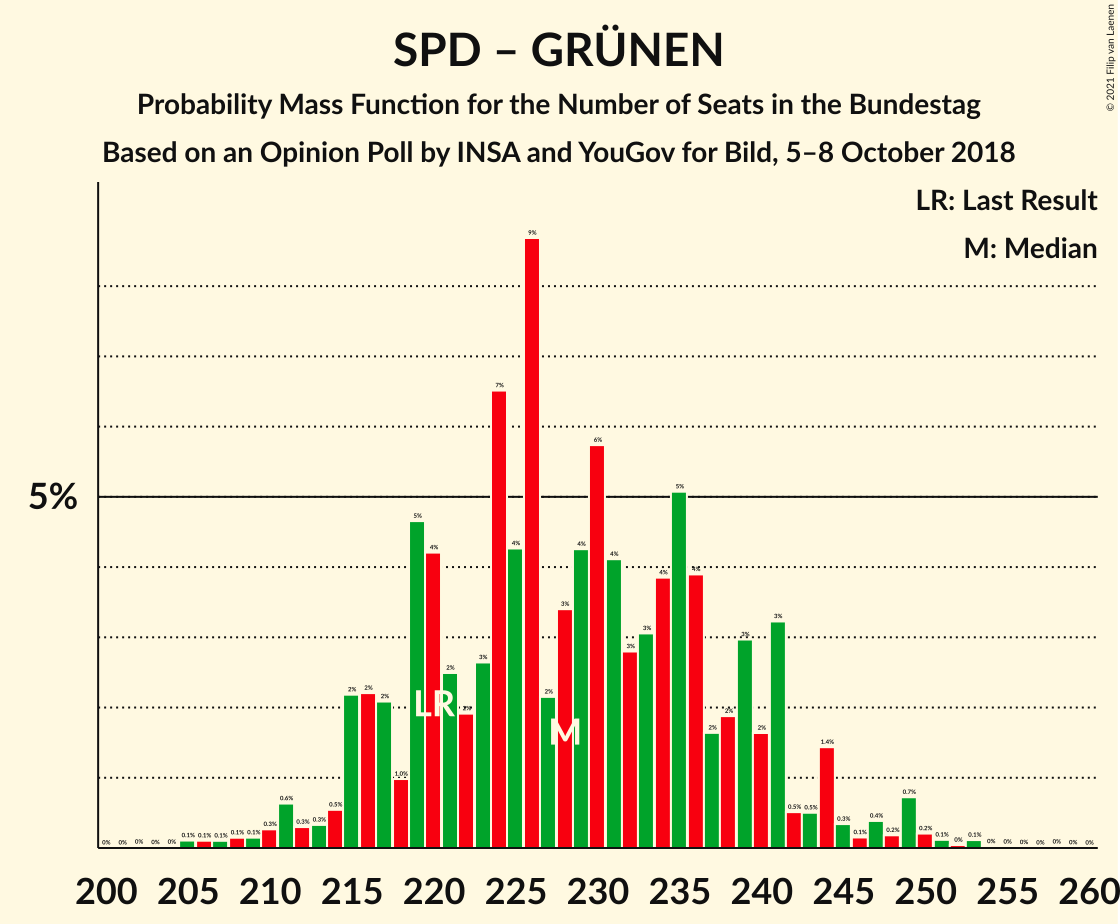 SPD – GRÜNEN
Probability Mass Function for the Number of Seats in the Bundestag
Based on an Opinion Poll by INSA and YouGov for Bild, 5–8 October 2018
© 2021 Filip van Laenen
LR: Last Result
M: Median
5%
0% 0% 0% 0% 0% 0.1% 0.1% 0.1% 0.1% 0.1% 0.3% 0.6% 0.3% 0.3% 0.5% 2% 2% 2% 1.0% 5% 4% 2% 2% 3% 7% 4% 9% 2% 3% 4% 6% 4% 3% 3% 4% 5% 4% 2% 2% 3% 2% 3% 0.5% 0.5% 1.4% 0.3% 0.1% 0.4% 0.2% 0.7% 0.2% 0.1% 0% 0.1% 0% 0% 0% 0% 0% 0% 0%
LR
M
200 205 210 215 220 225 230 235 240 245 250 255 260